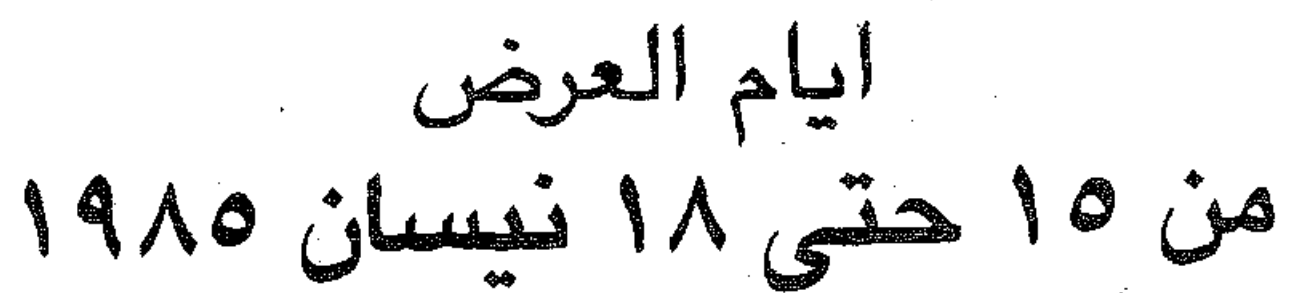 ايام العرض
من ١٥ حتى ١٨ نيسان ١٩٨٥